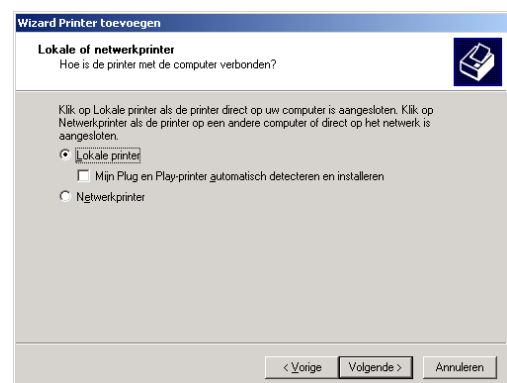 Wizard Printer toevoegen
Lokale of netwerkprinter
Hoe is de printer met de computer verbonden?
Klik op Lokale printer als de printer direct op uw computer is aangesloten. Klik op
Netwerkprinter als de printer op een andere computer of direct op het netwerk is
aangesloten.
Lokale printer
Mijn Plug en Play-printer automatisch detecteren en installeren
Netwerkprinter
< Vorige Volgende > Annuleren